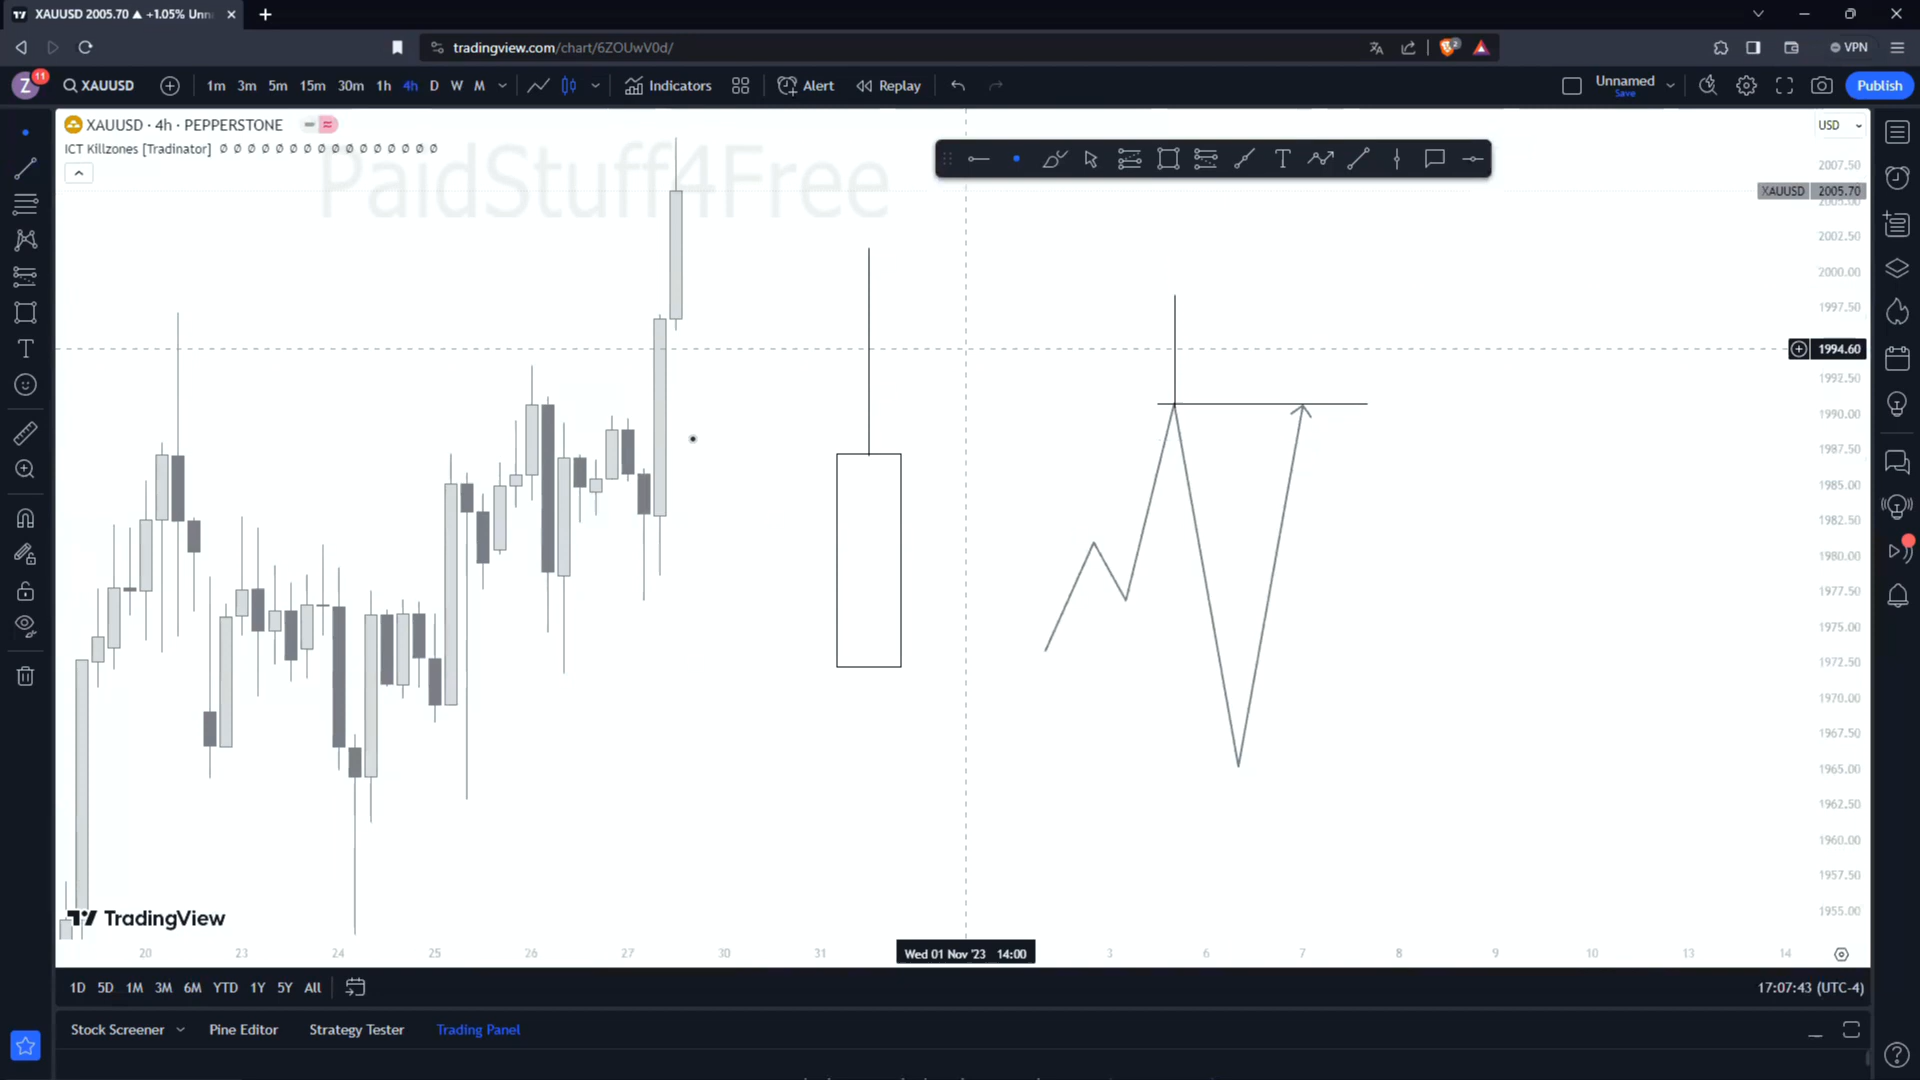 XAUUSD 2005.70 ▲ +1.05% Unn
tradingview.com/chart/6ZOUwV0d/
2
VPN
Z
11
XAUUSD
1m 3m 5m 15m 30m 1h 4h D W M
Indicators
Alert
Replay
Unnamed
Save
Publish
XAUUSD · 4h · PEPPERSTONE
USD
ICT Killzones [Tradinator] ∅ ∅ ∅ ∅ ∅ ∅ ∅ ∅ ∅ ∅ ∅ ∅ ∅ ∅ ∅ ∅
PaidStuff4Free
2007.50
XAUUSD 2005.70
2005.00
2002.50
2000.00
1997.50
1994.60
1992.50
1990.00
1987.50
1985.00
1982.50
1980.00
1977.50
1975.00
1972.50
1970.00
1967.50
1965.00
1962.50
1960.00
1957.50
1955.00
TradingView
20 23 24 25 26 27 30 31 Wed 01 Nov '23 14:00 3 6 7 8 9 10 13 14
1D 5D 1M 3M 6M YTD 1Y 5Y All
17:07:43 (UTC-4)
Stock Screener Pine Editor Strategy Tester Trading Panel